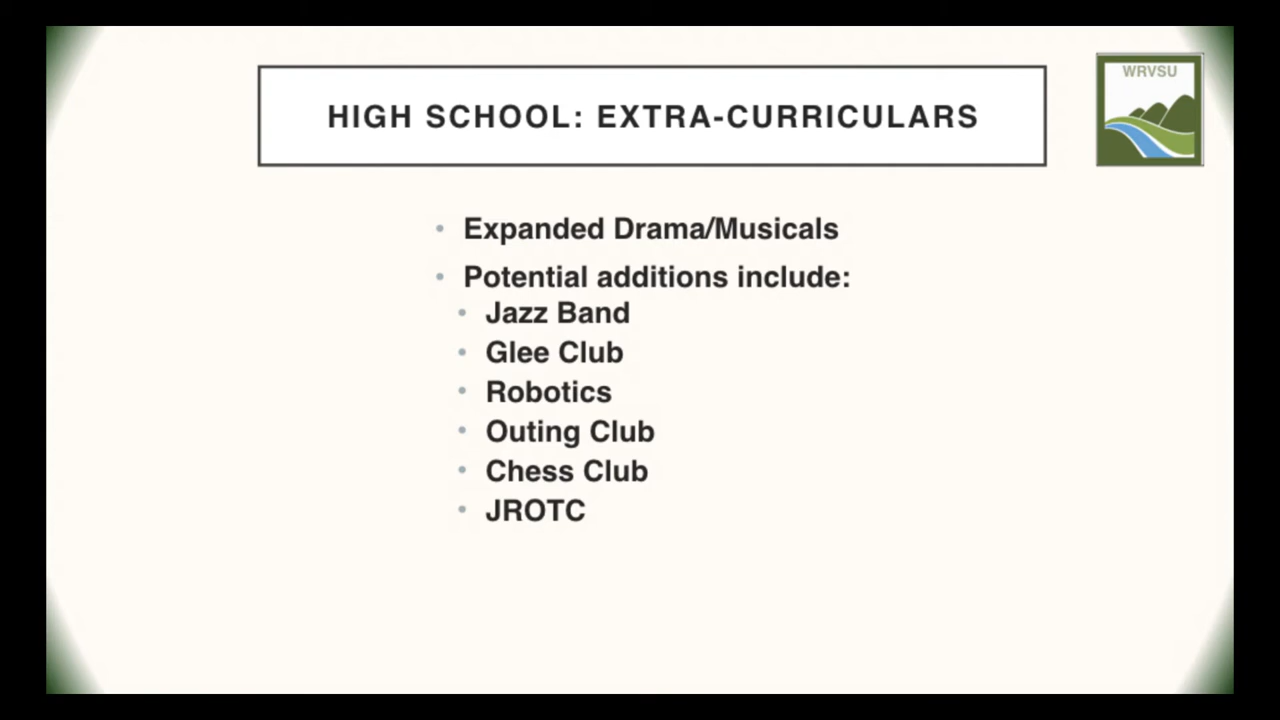 WRVSU
HIGH SCHOOL: EXTRA-CURRICULARS
• Expanded Drama/Musicals
• Potential additions include:
• Jazz Band
• Glee Club
• Robotics
• Outing Club
• Chess Club
• JROTC